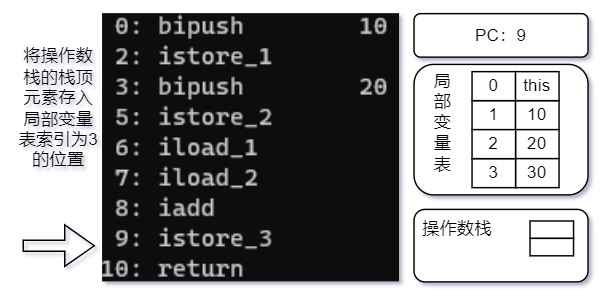 将操作数
栈的栈顶
元素存入
局部变量
表索引为3
的位置
0: bipush 10
2: istore_1
3: bipush 20
5: istore_2
6: iload_1
7: iload_2
8: iadd
9: istore_3
10: return
PC：9
局部变量表
0 this
1 10
2 20
3 30
操作数栈